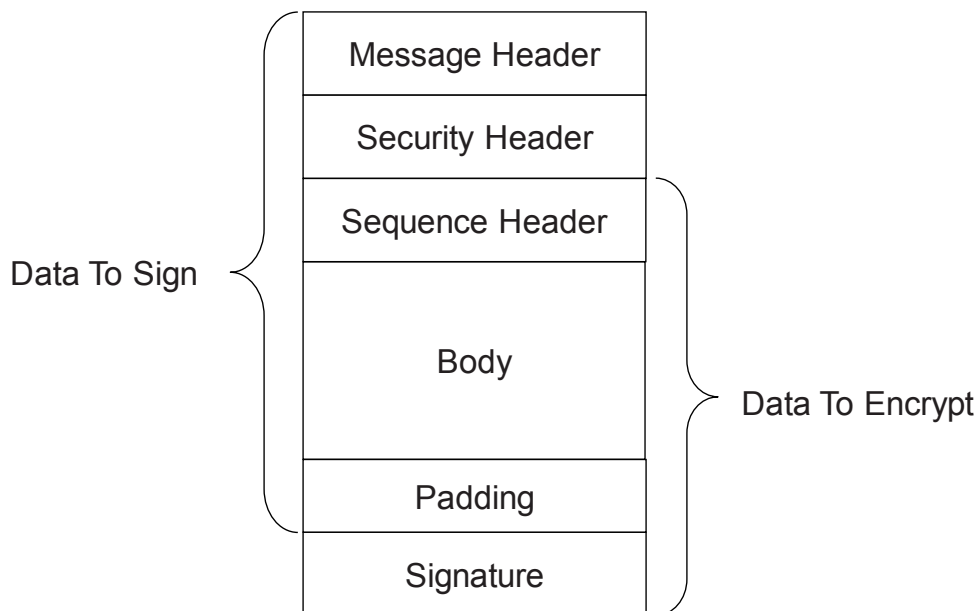 Message Header
Security Header
Sequence Header
Data To Sign
Body
Data To Encrypt
Padding
Signature